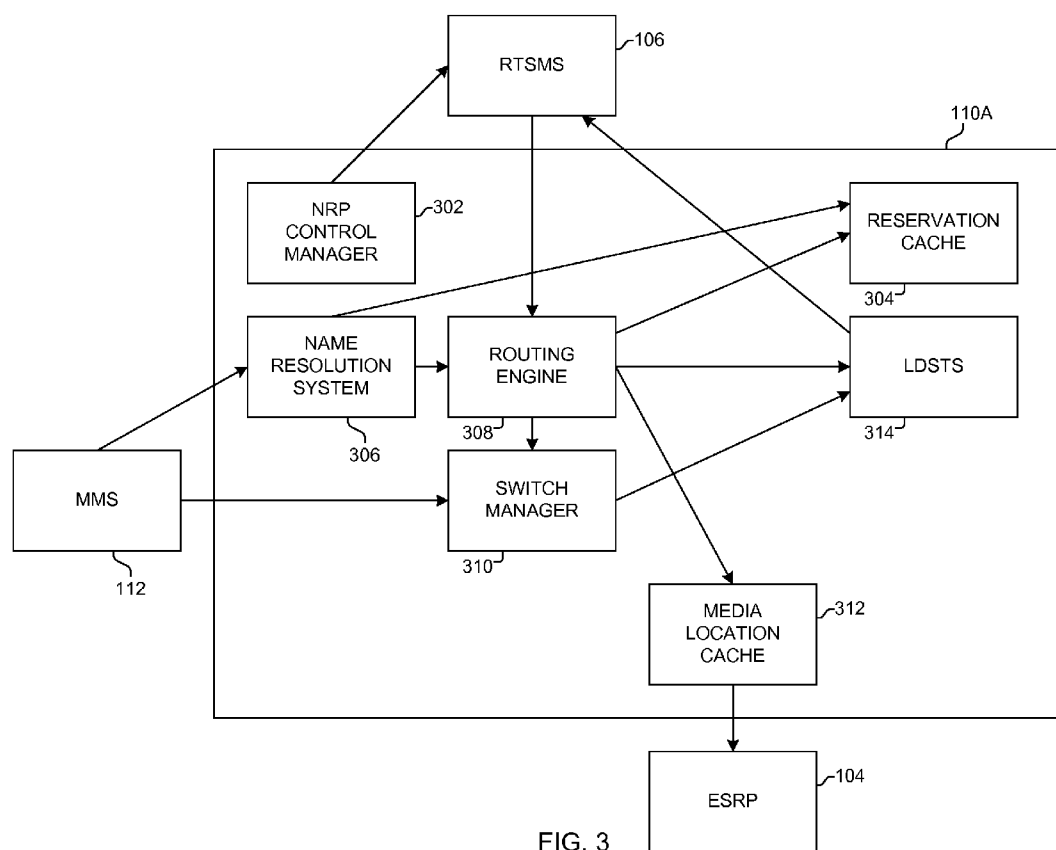 RTSMS
106
110A
NRP
CONTROL
MANAGER
302
RESERVATION
CACHE
304
NAME
RESOLUTION
SYSTEM
306
ROUTING
ENGINE
308
LDSTS
314
MMS
112
SWITCH
MANAGER
310
MEDIA
LOCATION
CACHE
312
ESRP
104
FIG. 3